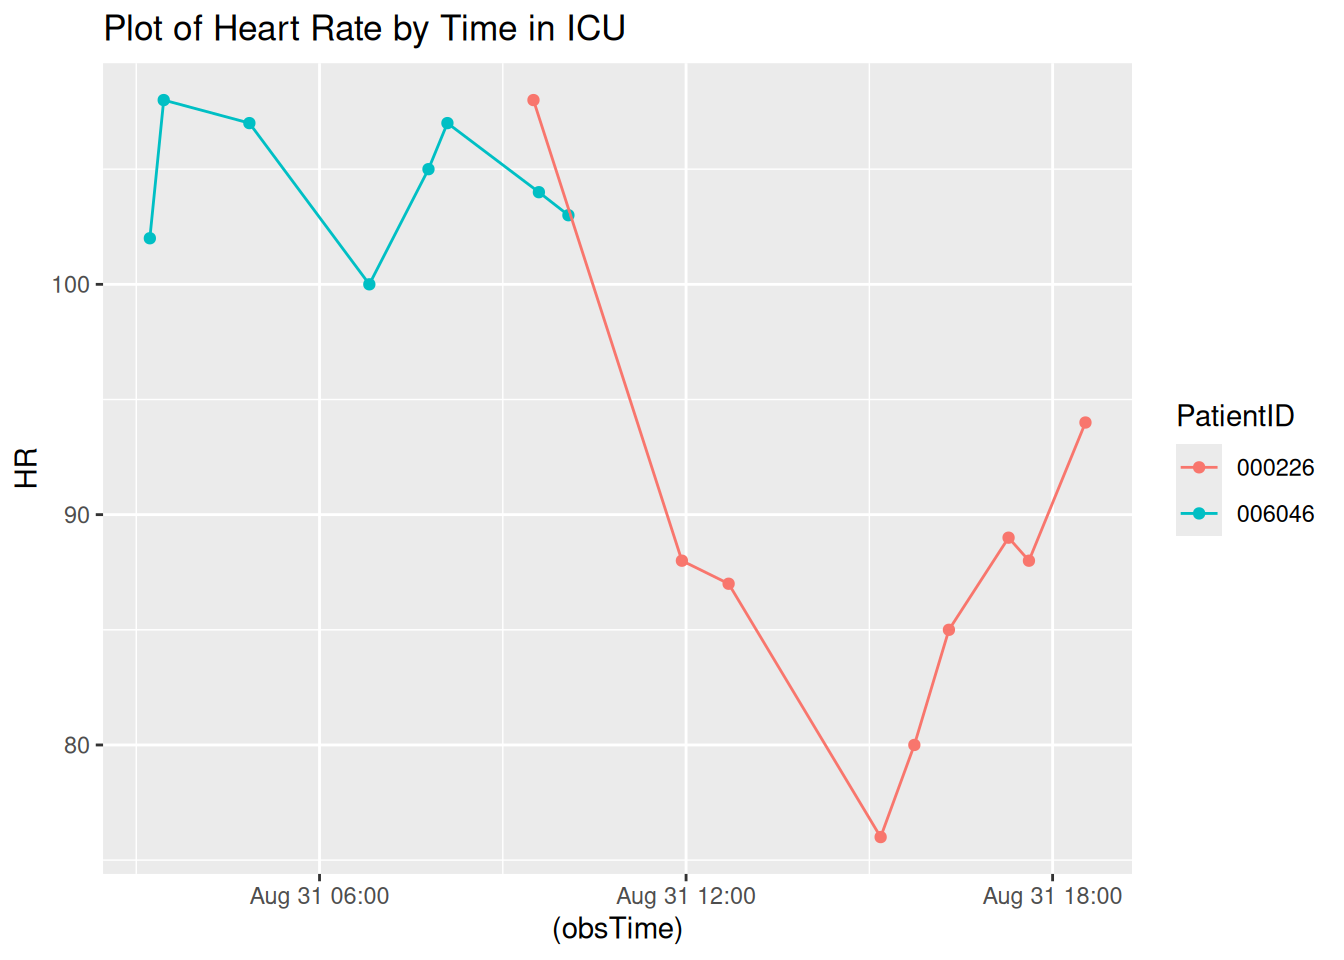 Plot of Heart Rate by Time in ICU
HR
100
90
80
Aug 31 06:00
Aug 31 12:00
Aug 31 18:00
(obsTime)
PatientID
000226
006046